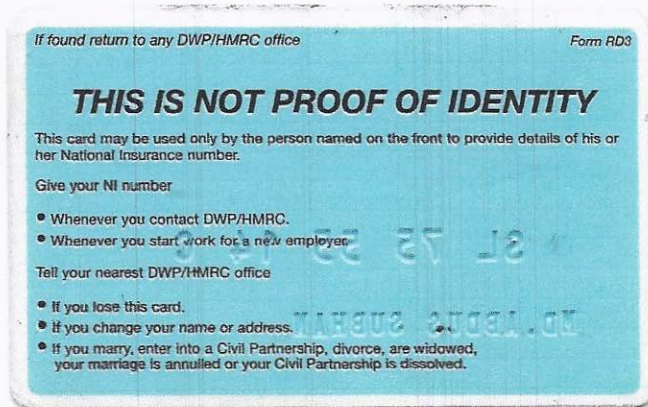 If found return to any DWP/HMRC office
Form RD3
THIS IS NOT PROOF OF IDENTITY
This card may be used only by the person named on the front to provide details of his or
her National Insurance number.
Give your NI number
• Whenever you contact DWP/HMRC.
• Whenever you start work for a new employer.
Tell your nearest DWP/HMRC office
• If you lose this card.
MD.ABDUS SUBHAN
• If you change your name or address.
• If you marry, enter into a Civil Partnership, divorce, are widowed,
your marriage is annulled or your Civil Partnership is dissolved.